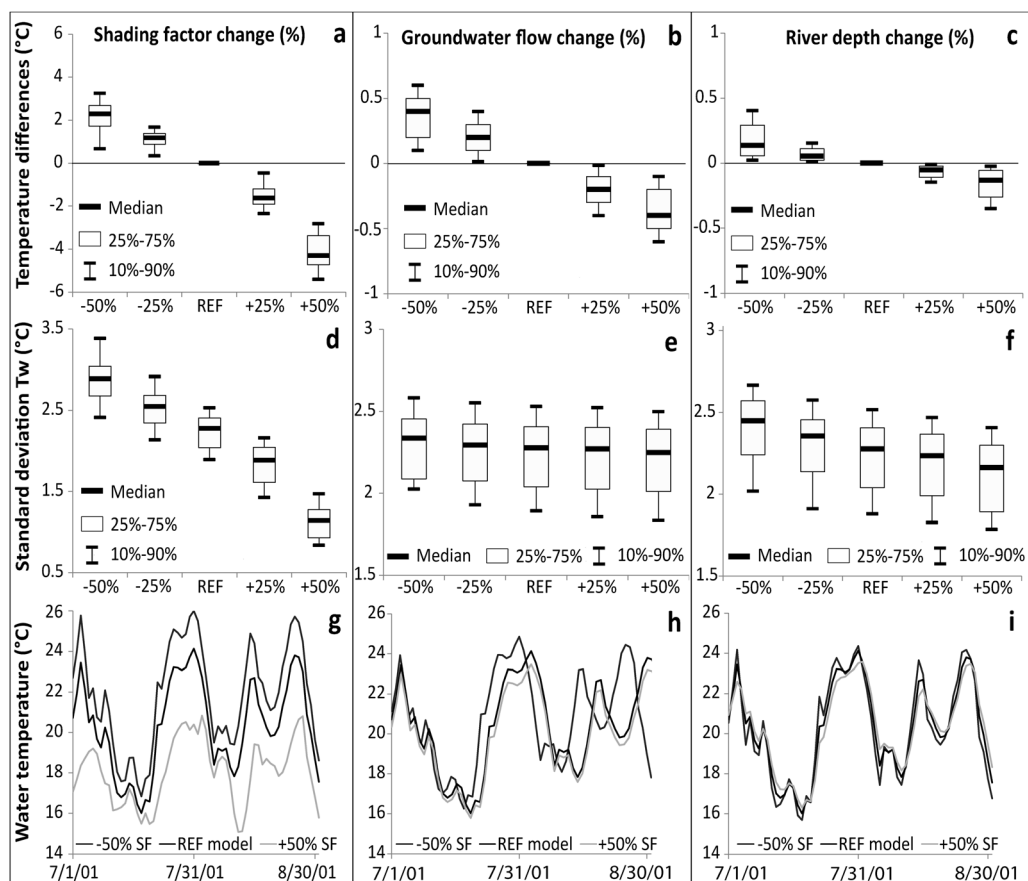 Shading factor change (%) a
Groundwater flow change (%) b
River depth change (%) c
Temperature differences (°C)
6
4
2
0
-2
-4
-6
Median
25%-75%
10%-90%
-50% -25% REF +25% +50%
1
0.5
0
-0.5
-1
Median
25%-75%
10%-90%
-50% -25% REF +25% +50%
1
0.5
0
-0.5
-1
Median
25%-75%
10%-90%
-50% -25% REF +25% +50%
Standard deviation Tw (°C)
d
3.5
2.5
1.5
0.5
Median
25%-75%
10%-90%
-50% -25% REF +25% +50%
e
3
2.5
2
1.5
Median 25%-75% 10%-90%
-50% -25% REF +25% +50%
f
3
2.5
2
1.5
Median 25%-75% 10%-90%
-50% -25% REF +25% +50%
Water temperature (°C)
g
26
24
22
20
18
16
14
-50% SF REF model +50% SF
7/1/01 7/31/01 8/30/01
h
26
24
22
20
18
16
14
-50% SF REF model +50% SF
7/1/01 7/31/01 8/30/01
i
26
24
22
20
18
16
14
-50% SF REF model +50% SF
7/1/01 7/31/01 8/30/01